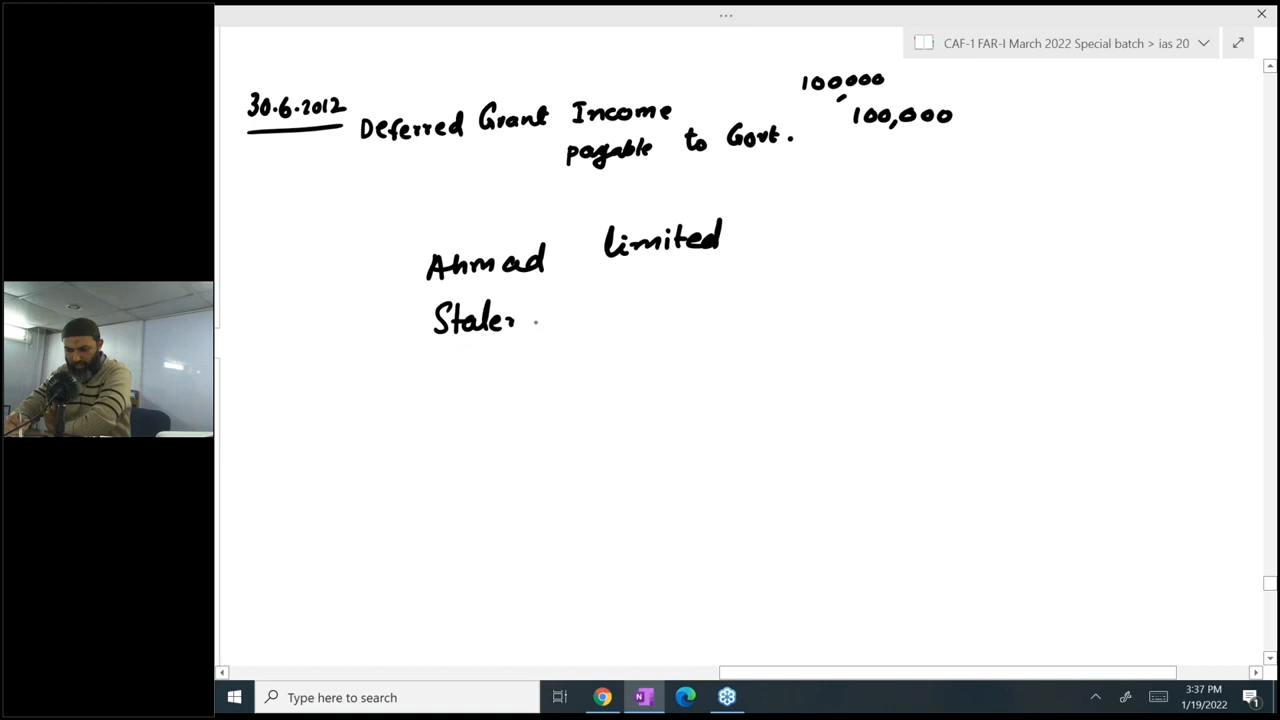 CAF-1 FAR-I March 2022 Special batch > ias 20
30.6.2012 Deferred Grant Income 100000
payable to Govt. 100,000
Ahmad limited
Type here to search
3:37 PM
1/19/2022